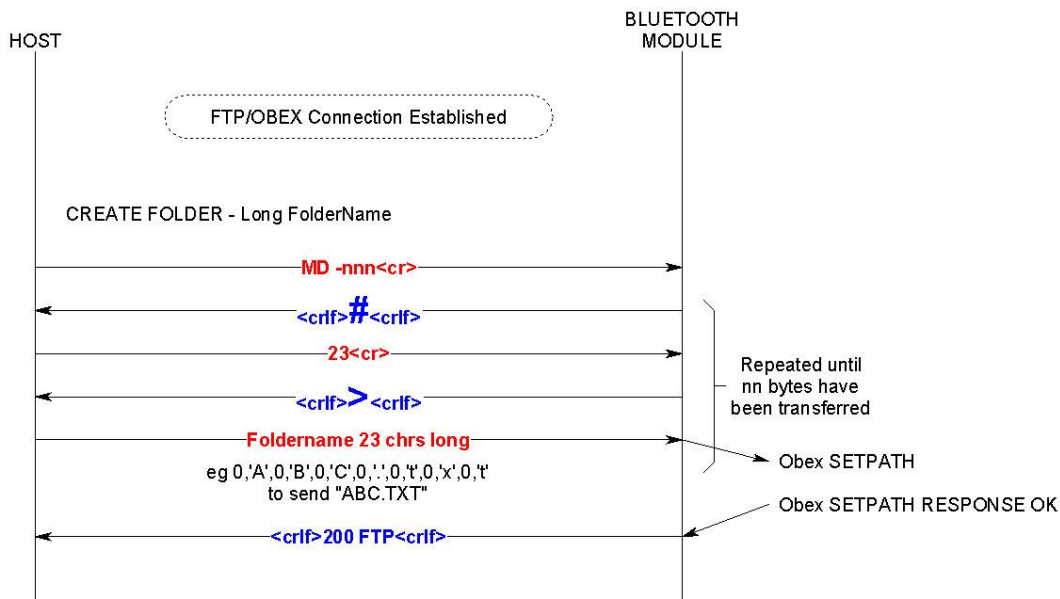 HOST
BLUETOOTH
MODULE
FTP/OBEX Connection Established
CREATE FOLDER - Long FolderName
MD -nnn<cr>
<crlf>#<crlf>
23<cr>
<crlf>><crlf>
Repeated until
nn bytes have
been transferred
Foldername 23 chrs long
eg 0,'A',0,'B',0,'C',0,'.',0,'t',0,'x',0,'t'
to send "ABC.TXT"
Obex SETPATH
Obex SETPATH RESPONSE OK
<crlf>200 FTP<crlf>